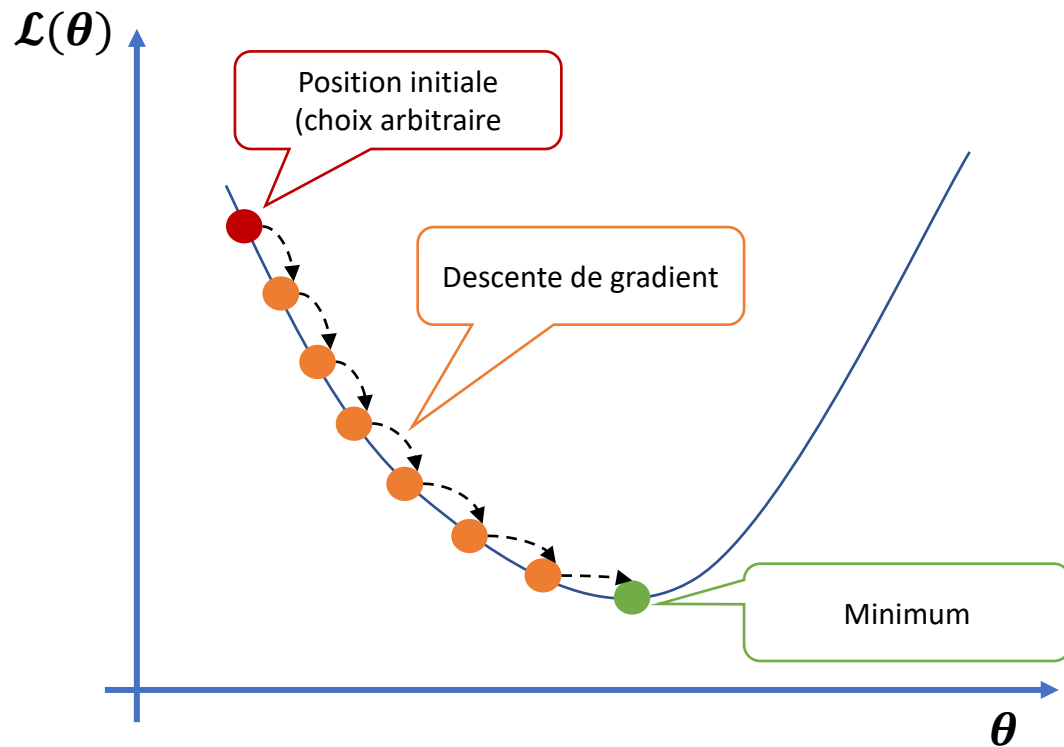 𝓛(𝜽)
Position initiale
(choix arbitraire
Descente de gradient
Minimum
𝜽